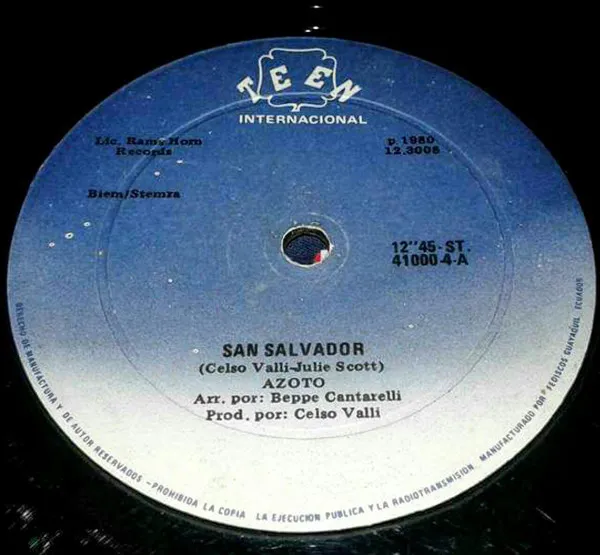 TEEN
INTERNACIONAL
Lic. Rams Horn
Records
Biem/Stemra
p 1980
12.3008
12"45-ST.
41000-4-A
SAN SALVADOR
(Celso Valli-Julie Scott)
AZOTO
Arr. por: Beppe Cantarelli
Prod. por: Celso Valli
DERECHO DE MANUFACTURA Y DE AUTOR RESERVADOS - PROHIBIDA LA COPIA LA EJECUCION PUBLICA Y LA RADIOTRANSMISION. MANUFACTURADO POR FEDISCOS GUAYAQUIL ECUADOR